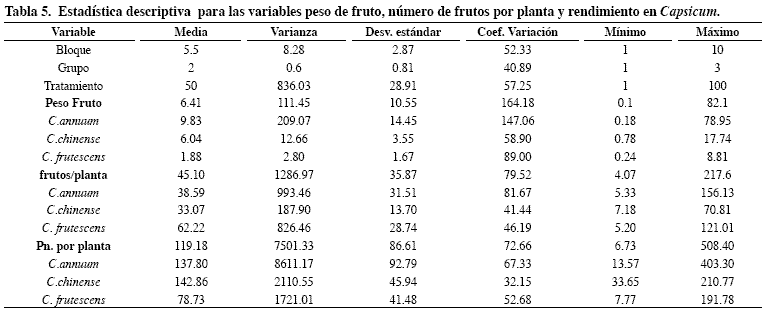 Tabla 5. Estadística descriptiva para las variables peso de fruto, número de frutos por planta y rendimiento en Capsicum.
Variable Media Varianza Desv. estándar Coef. Variación Mínimo Máximo
Bloque 5.5 8.28 2.87 52.33 1 10
Grupo 2 0.6 0.81 40.89 1 3
Tratamiento 50 836.03 28.91 57.25 1 100
Peso Fruto 6.41 111.45 10.55 164.18 0.1 82.1
C.annuum 9.83 209.07 14.45 147.06 0.18 78.95
C.chinense 6.04 12.66 3.55 58.90 0.78 17.74
C. frutescens 1.88 2.80 1.67 89.00 0.24 8.81
frutos/planta 45.10 1286.97 35.87 79.52 4.07 217.6
C.annuum 38.59 993.46 31.51 81.67 5.33 156.13
C.chinense 33.07 187.90 13.70 41.44 7.18 70.81
C. frutescens 62.22 826.46 28.74 46.19 5.20 121.01
Pn. por planta 119.18 7501.33 86.61 72.66 6.73 508.40
C.annuum 137.80 8611.17 92.79 67.33 13.57 403.30
C.chinense 142.86 2110.55 45.94 32.15 33.65 210.77
C. frutescens 78.73 1721.01 41.48 52.68 7.77 191.78